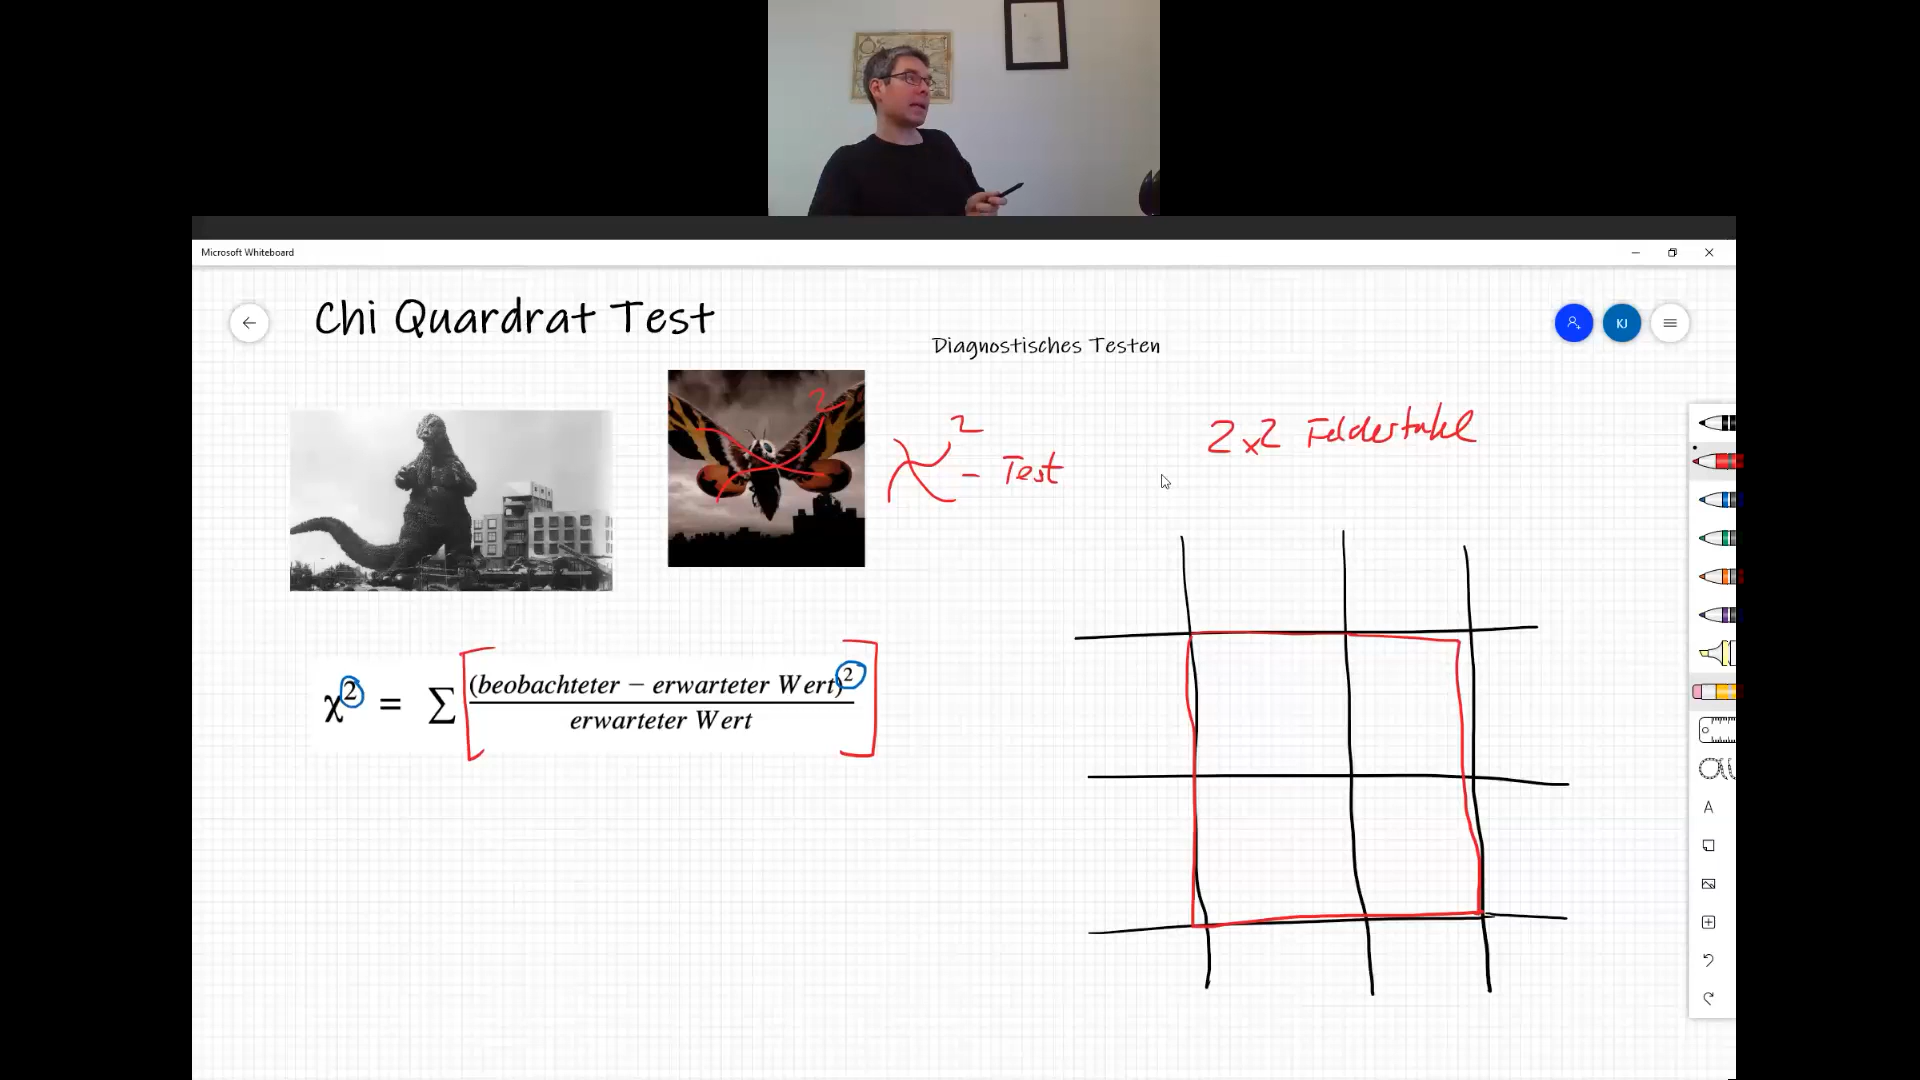 Microsoft Whiteboard
Chi Quardrat Test
KJ
Diagnostisches Testen
2
χ² - Test
2x2 Feldertafel
χ² = ∑ [(beobachteter − erwarteter Wert)²
erwarteter Wert]
A